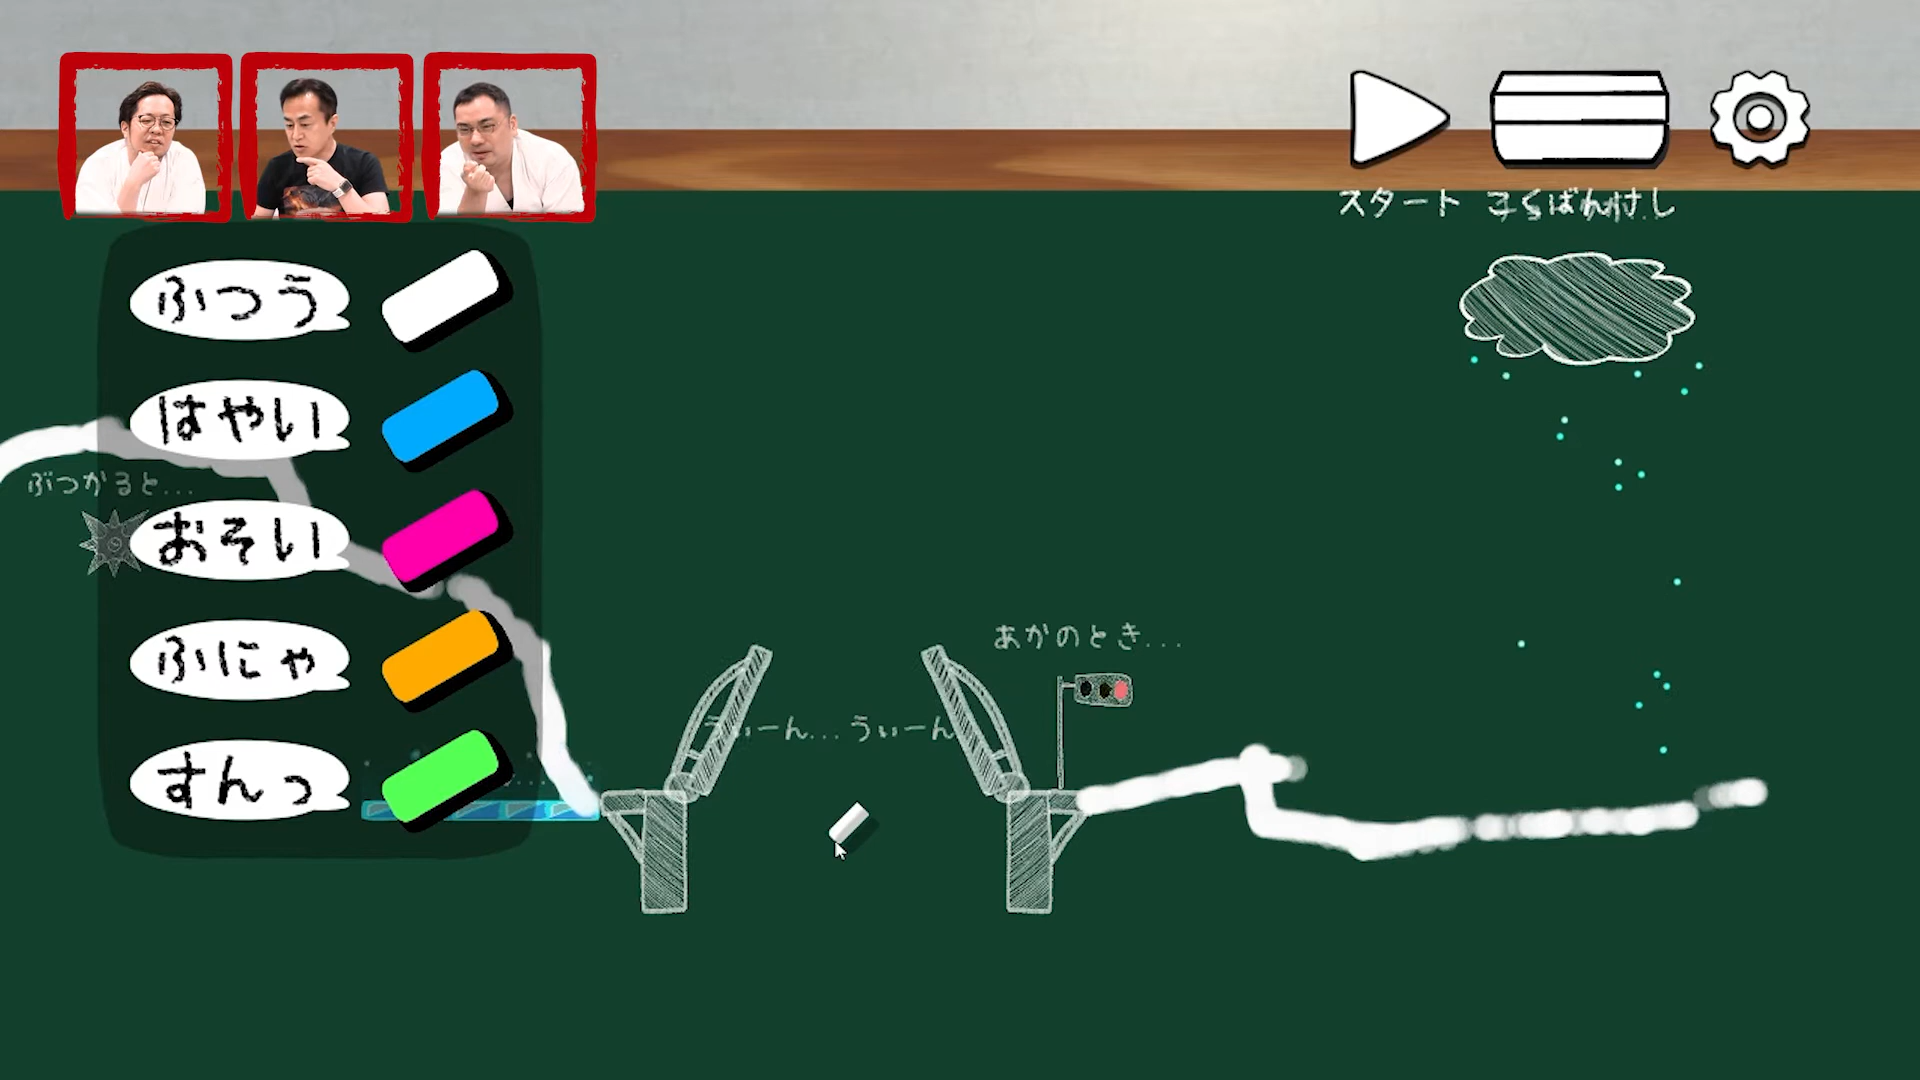 スタート
こくばんけし
ふつう
はやい
ぶつかると...
おそい
ふにゃ
あかのとき...
うぃーん...うぃーん
すんっ